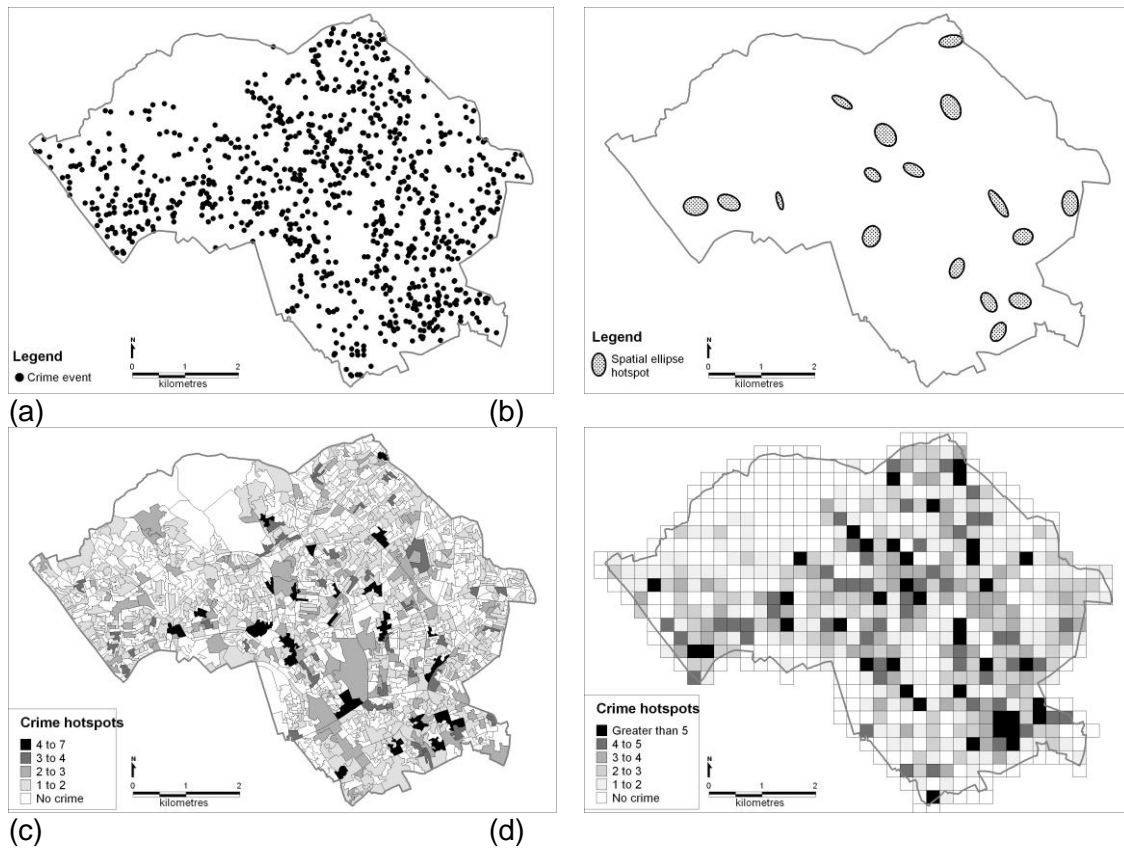 Legend
Crime event
N
0 1 2
kilometres
(a)
Legend
Spatial ellipse
hotspot
N
0 1 2
kilometres
(b)
Crime hotspots
4 to 7
3 to 4
2 to 3
1 to 2
No crime
N
0 1 2
kilometres
(c)
Crime hotspots
Greater than 5
4 to 5
3 to 4
2 to 3
1 to 2
No crime
N
0 1 2
kilometres
(d)